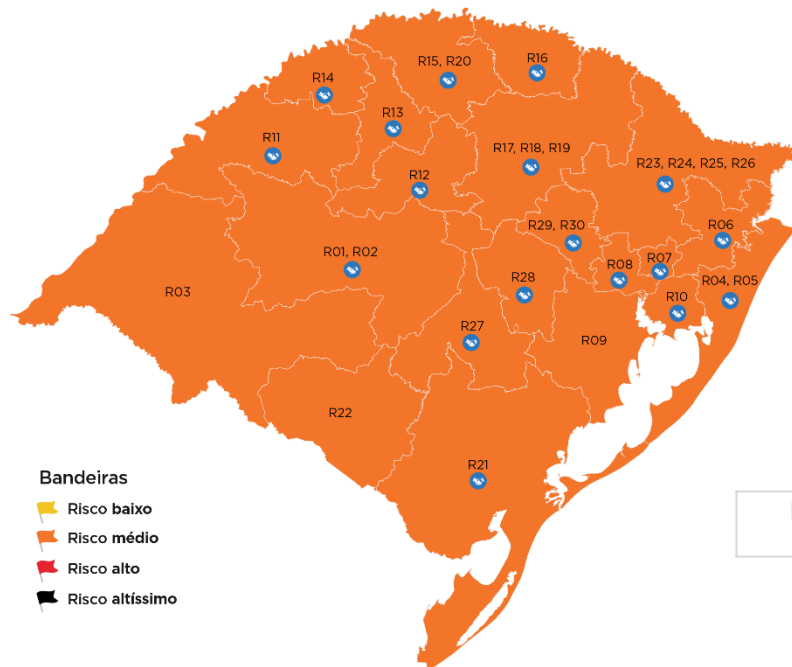 R16
R15, R20
R14
R13
R11
R17, R18, R19
R23, R24, R25, R26
R12
R29, R30
R06
R01, R02
R08
R07
R04, R05
R03
R28
R10
R27
R09
R22
R21
Bandeiras
Risco baixo
Risco médio
Risco alto
Risco altíssimo